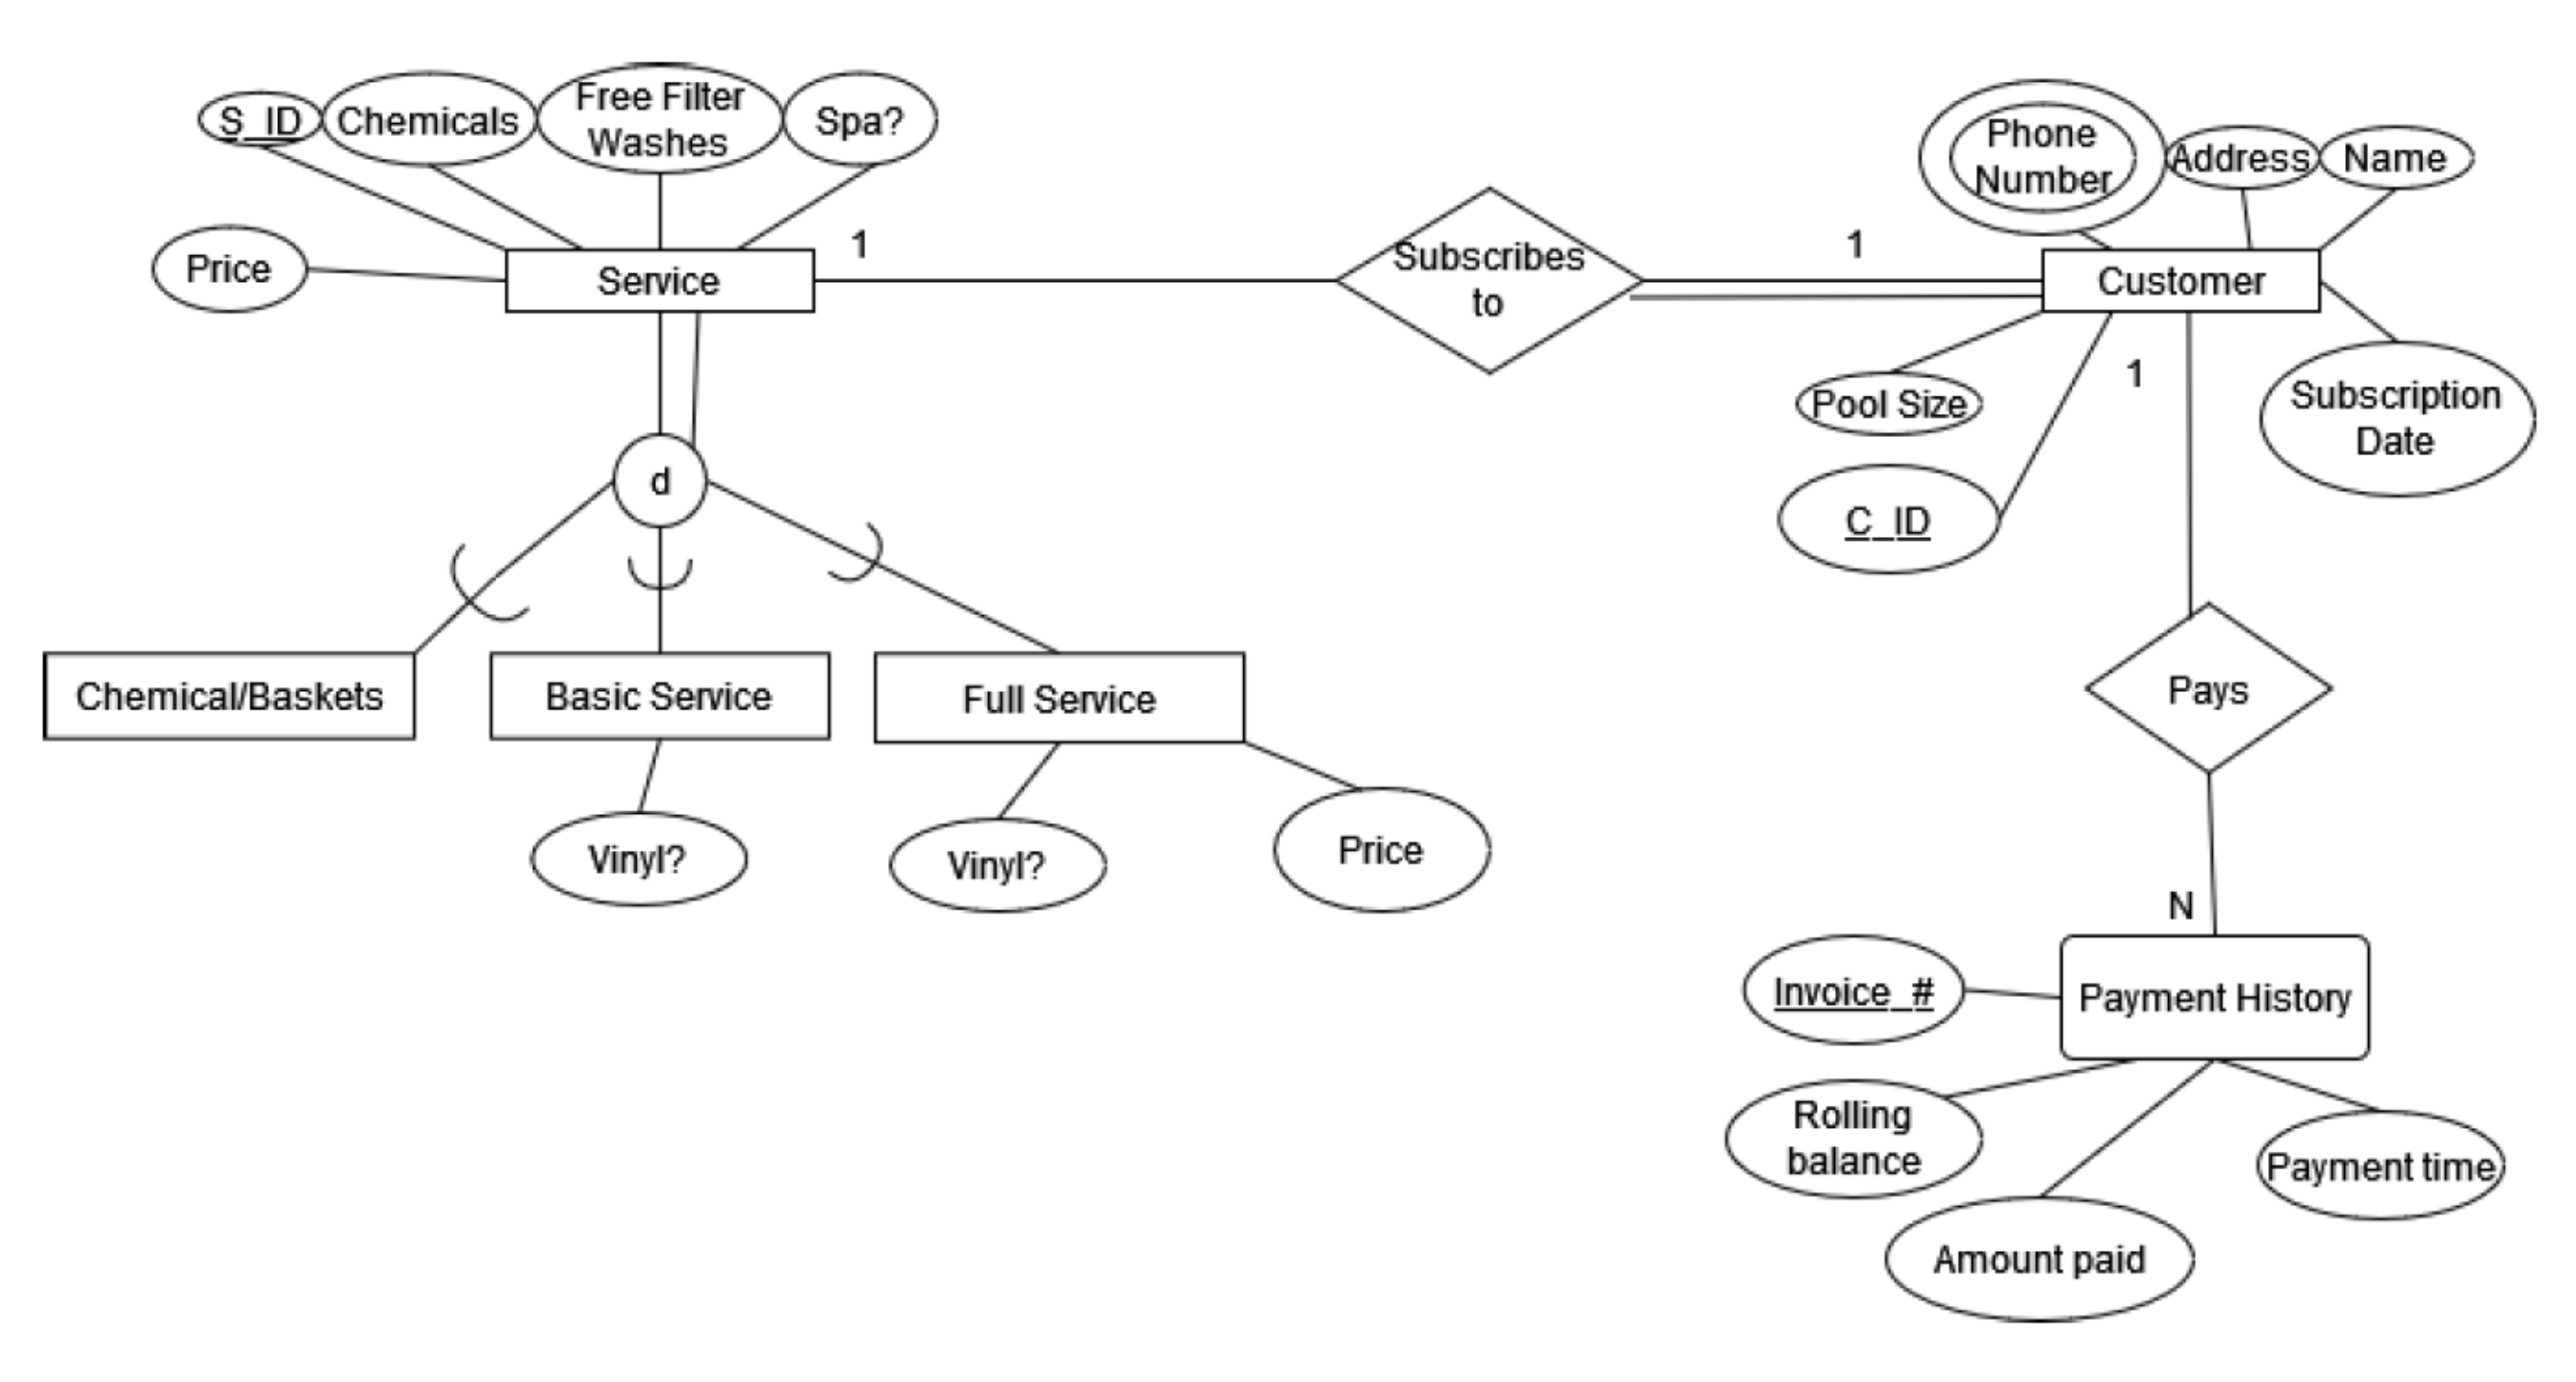 S_ID
Chemicals
Free Filter
Washes
Spa?
Price
Service
1
Subscribes
to
1
Phone
Number
Address
Name
Customer
Pool Size
1
Subscription
Date
C_ID
d
Chemical/Baskets
Basic Service
Full Service
Pays
Vinyl?
Vinyl?
Price
N
Invoice_#
Payment History
Rolling
balance
Payment time
Amount paid